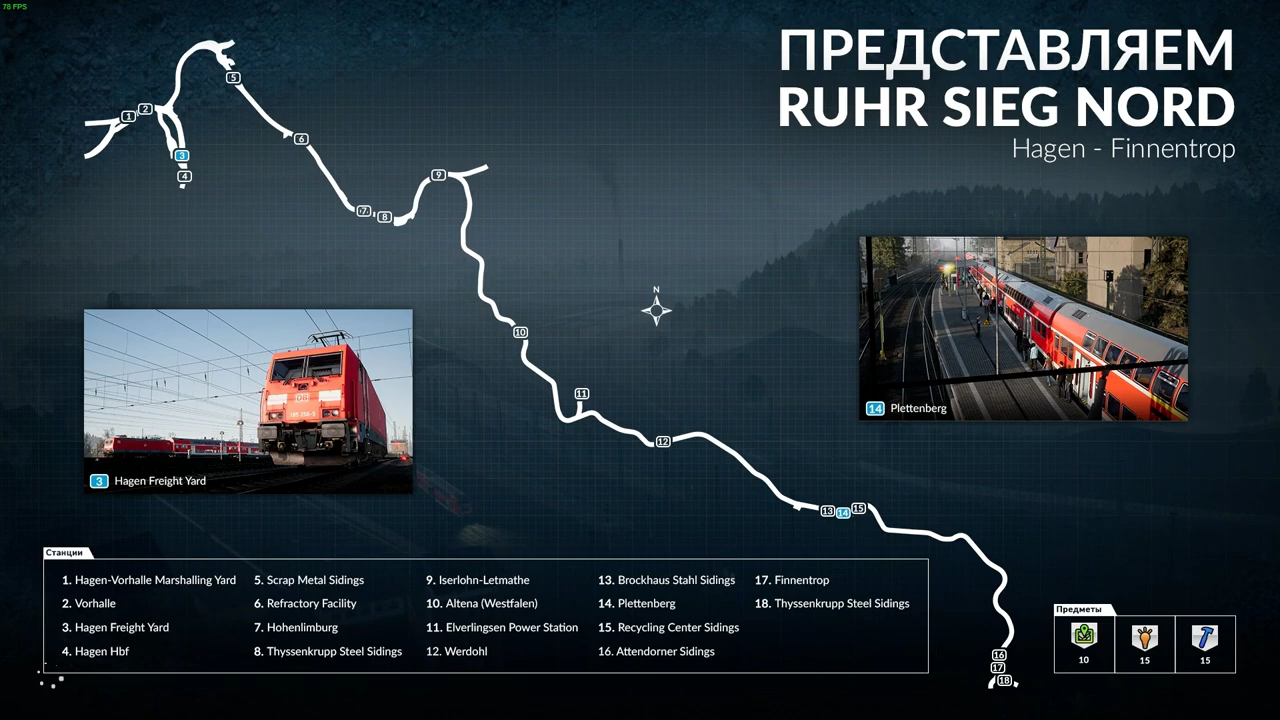 78 FPS
ПРЕДСТАВЛЯЕМ
RUHR SIEG NORD
Hagen - Finnentrop
1
2
3
4
5
6
7
8
9
N
10
11
12
13
14
15
16
17
18
DB
3 Hagen Freight Yard
14 Plettenberg
Станции
1. Hagen-Vorhalle Marshalling Yard
2. Vorhalle
3. Hagen Freight Yard
4. Hagen Hbf
5. Scrap Metal Sidings
6. Refractory Facility
7. Hohenlimburg
8. Thyssenkrupp Steel Sidings
9. Iserlohn-Letmathe
10. Altena (Westfalen)
11. Elverlingsen Power Station
12. Werdohl
13. Brockhaus Stahl Sidings
14. Plettenberg
15. Recycling Center Sidings
16. Attendorner Sidings
17. Finnentrop
18. Thyssenkrupp Steel Sidings
Предметы
10
15
15